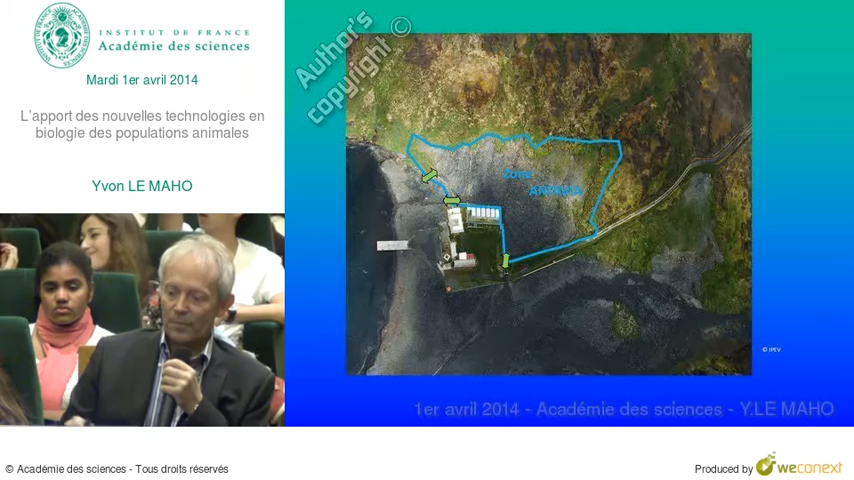 INSTITUT DE FRANCE
Académie des sciences
Mardi 1er avril 2014
L'apport des nouvelles technologies en
biologie des populations animales
Yvon LE MAHO
Author's
copyright ©
Zone
ANTAVIA
© IPEV
1er avril 2014 - Académie des sciences - Y.LE MAHO
© Académie des sciences - Tous droits réservés
Produced by weconext